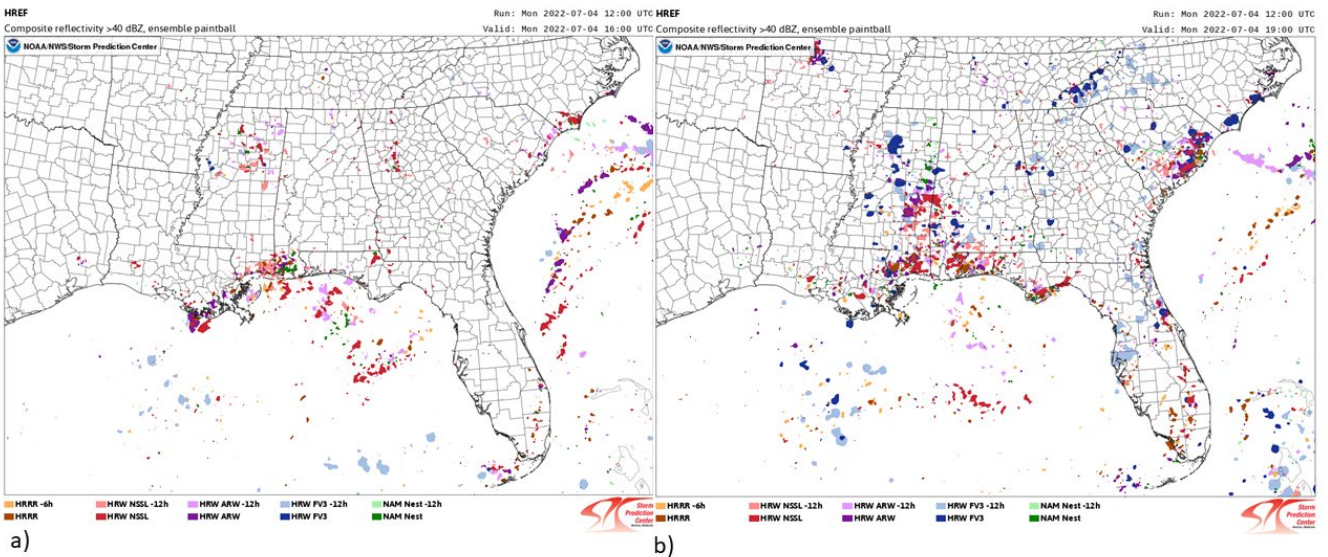 HREF
Run: Mon 2022-07-04 12:00 UTC
Composite reflectivity >40 dBZ, ensemble paintball
Valid: Mon 2022-07-04 16:00 UTC
NOAA/NWS/Storm Prediction Center
HRRR -6h
HRW NSSL -12h
HRW ARW -12h
HRW FV3 -12h
NAM Nest -12h
HRRR
HRW NSSL
HRW ARW
HRW FV3
NAM Nest
SPC
Storm
Prediction
Center
a)
HREF
Run: Mon 2022-07-04 12:00 UTC
Composite reflectivity >40 dBZ, ensemble paintball
Valid: Mon 2022-07-04 19:00 UTC
NOAA/NWS/Storm Prediction Center
HRRR -6h
HRW NSSL -12h
HRW ARW -12h
HRW FV3 -12h
NAM Nest -12h
HRRR
HRW NSSL
HRW ARW
HRW FV3
NAM Nest
SPC
Storm
Prediction
Center
b)